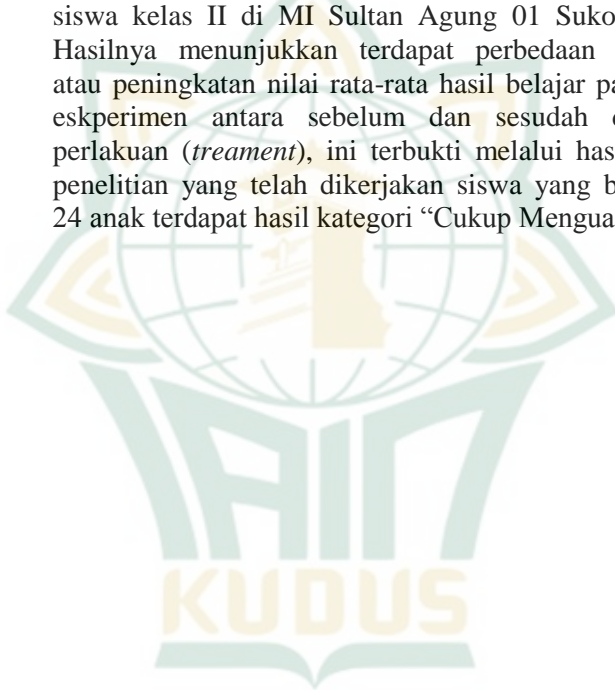 siswa kelas II di MI Sultan Agung 01 Suko
Hasilnya menunjukkan terdapat perbedaan
atau peningkatan nilai rata-rata hasil belajar pa
eskperimen antara sebelum dan sesudah
perlakuan (treament), ini terbukti melalui has
penelitian yang telah dikerjakan siswa yang b
24 anak terdapat hasil kategori “Cukup Mengua
IAIN
KUDUS